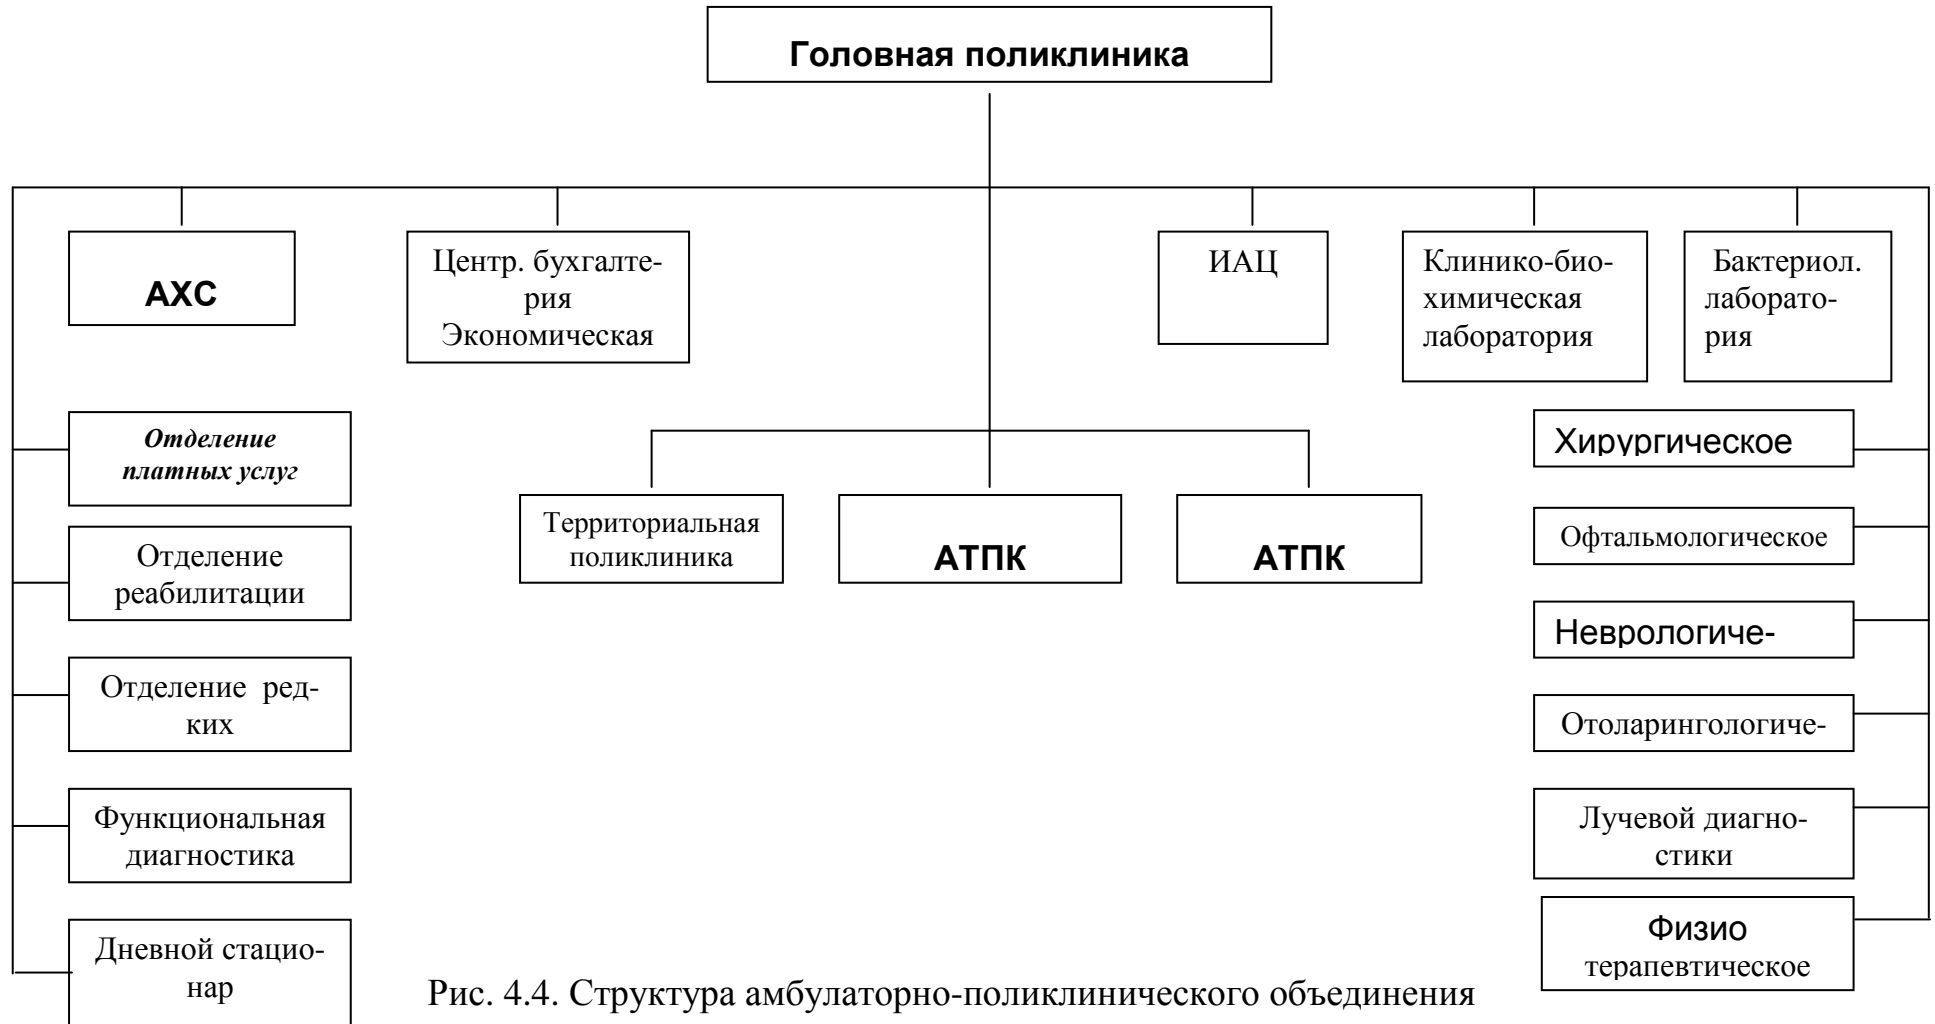 Головная поликлиника
АХС
Центр. бухгалте-
рия
Экономическая
ИАЦ
Клинико-био-
химическая
лаборатория
Бактериол.
лаборато-
рия
Отделение
платных услуг
Отделение
реабилитации
Отделение ред-
ких
Функциональная
диагностика
Дневной стацио-
нар
Территориальная
поликлиника
АТПК
АТПК
Хирургическое
Офтальмологическое
Неврологиче-
Отоларингологиче-
Лучевой диагно-
стики
Физио
терапевтическое
Рис. 4.4. Структура амбулаторно-поликлинического объединения